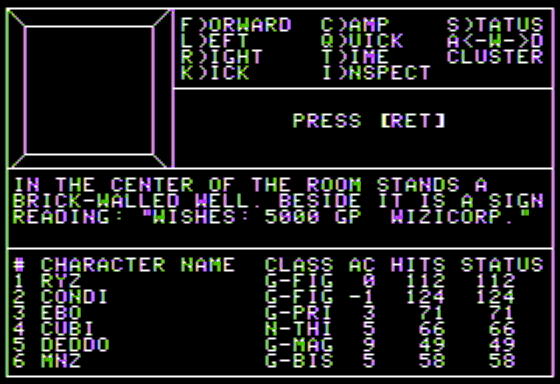 F)ORWARD C)AMP S)TATUS
L)EFT Q)UICK A<-W->D
R)IGHT T)IME CLUSTER
K)ICK I)NSPECT
PRESS [RET]
IN THE CENTER OF THE ROOM STANDS A
BRICK-WALLED WELL. BESIDE IT IS A SIGN
READING: "WISHES: 5000 GP WIZICORP."
# CHARACTER NAME CLASS AC HITS STATUS
1 RYZ G-FIG 0 112 112
2 CONDI G-FIG -1 124 124
3 EBO G-PRI 3 71 71
4 CUBI N-THI 5 66 66
5 DEDDO G-MAG 9 49 49
6 MNZ G-BIS 5 58 58